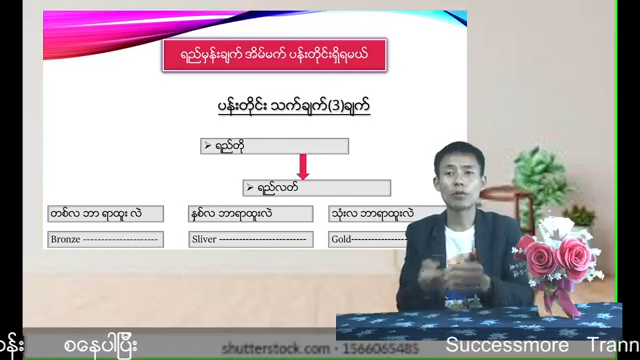 ရည်မှန်းချက် အိမ်မက် ပန်းတိုင်းရှိရမယ်
ပန်းတိုင်း သက်ချက်(3)ချက်
➢ ရည်တို
➢ ရည်လတ်
တစ်လ ဘာ ရာထူး လဲ
နှစ်လ ဘာရာထူးလဲ
သုံးလ ဘာရာထူးလဲ
Bronze ---------------------
Sliver -------------------------
Gold----------------
စနေပါပြီး
shutterstock.com · 1566065485
Successmore